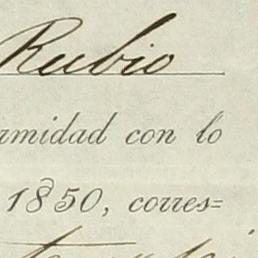 Rubio
rmidad con lo
1850, corres=